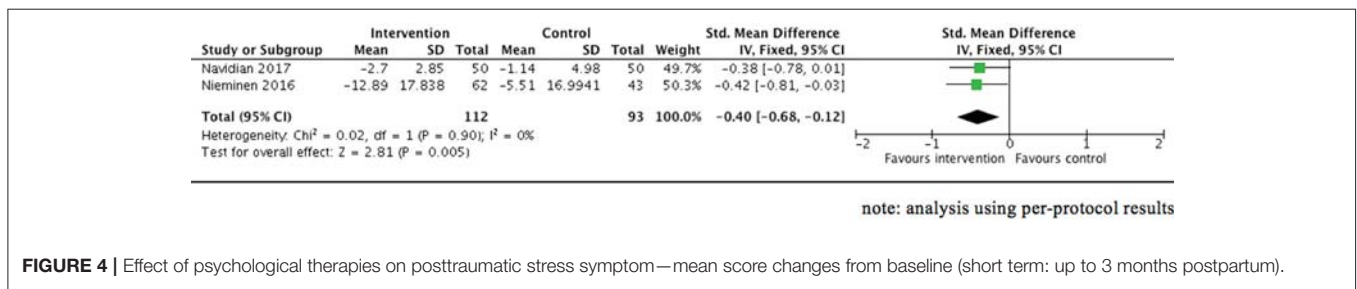 Intervention Control Std. Mean Difference Std. Mean Difference
Study or Subgroup Mean SD Total Mean SD Total Weight IV, Fixed, 95% CI IV, Fixed, 95% CI
Navidian 2017 -2.7 2.85 50 -1.14 4.98 50 49.7% -0.38 [-0.78, 0.01]
Nieminen 2016 -12.89 17.838 62 -5.51 16.9941 43 50.3% -0.42 [-0.81, -0.03]
Total (95% CI) 112 93 100.0% -0.40 [-0.68, -0.12]
Heterogeneity: Chi² = 0.02, df = 1 (P = 0.90); I² = 0%
Test for overall effect: Z = 2.81 (P = 0.005)
-2 -1 0 1 2
Favours intervention Favours control
note: analysis using per-protocol results
FIGURE 4 | Effect of psychological therapies on posttraumatic stress symptom—mean score changes from baseline (short term: up to 3 months postpartum).